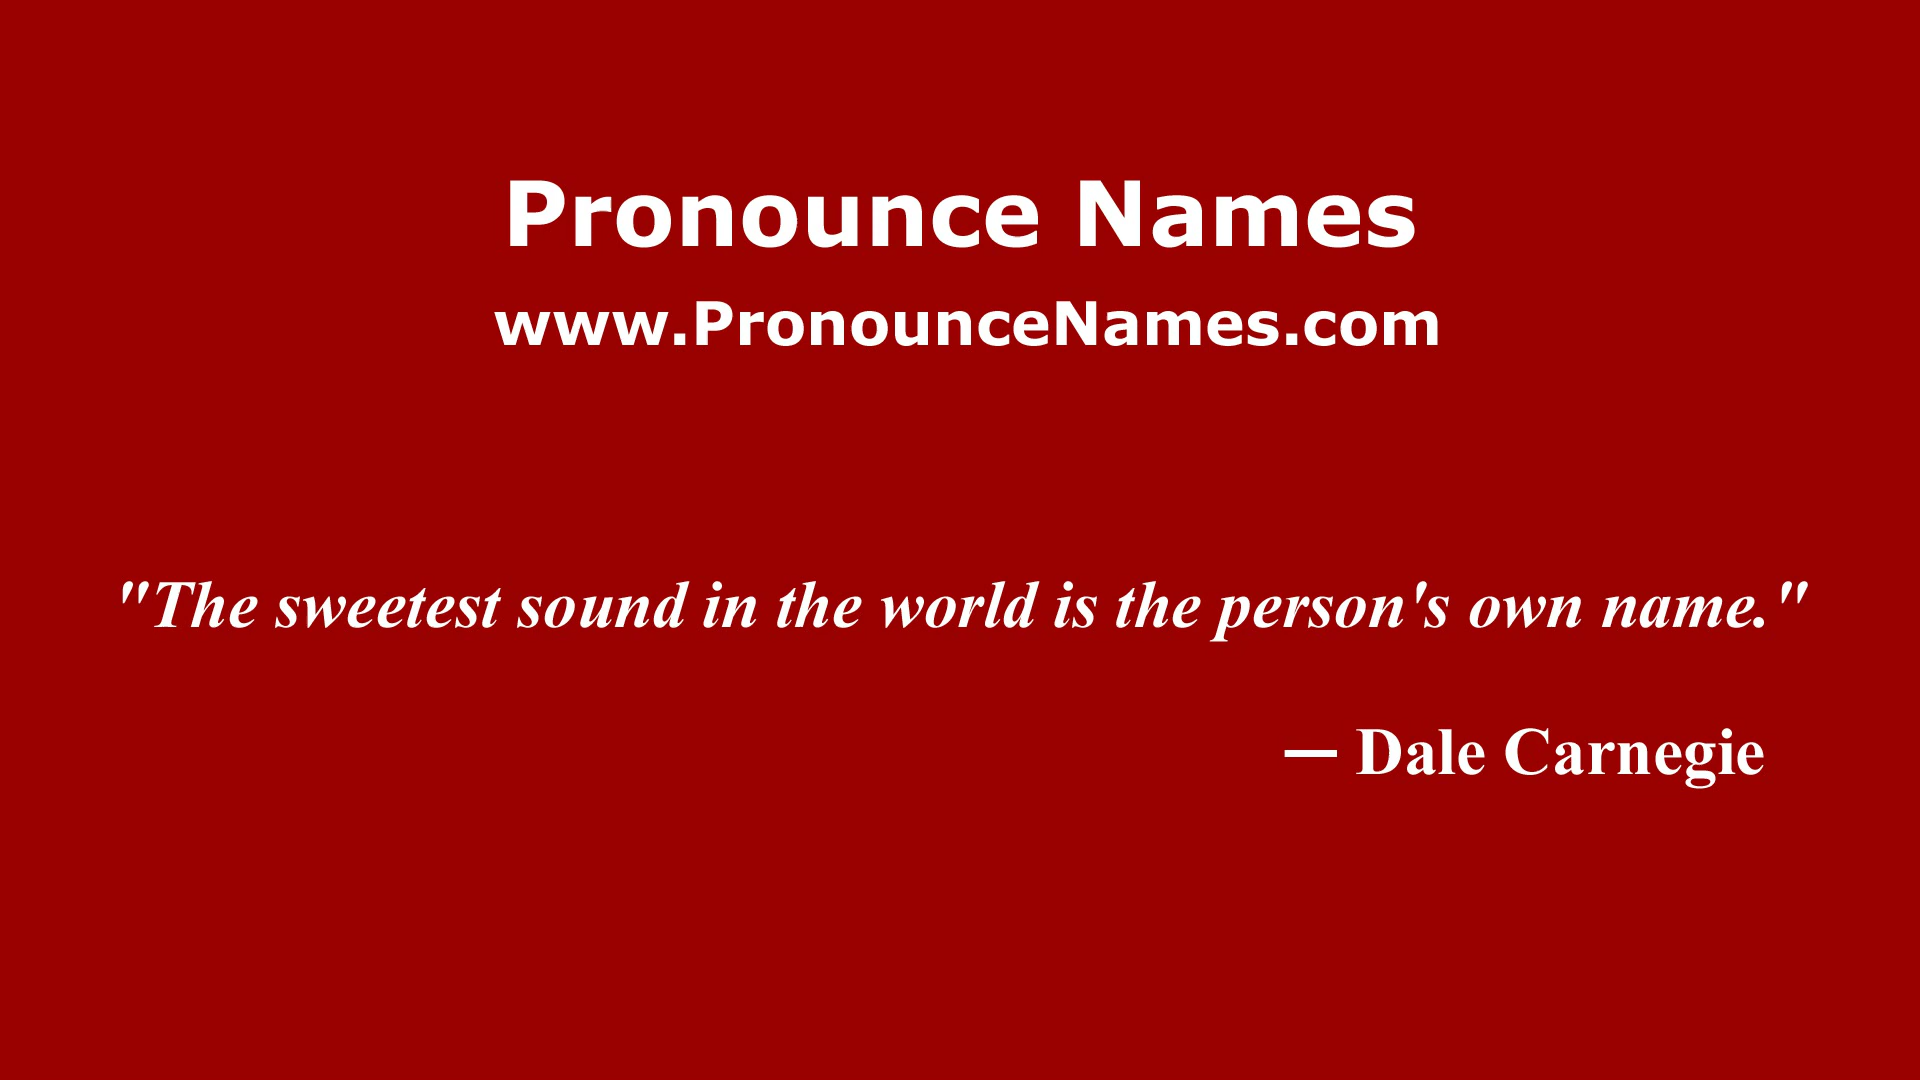 Pronounce Names
www.PronounceNames.com
"The sweetest sound in the world is the person's own name."
— Dale Carnegie